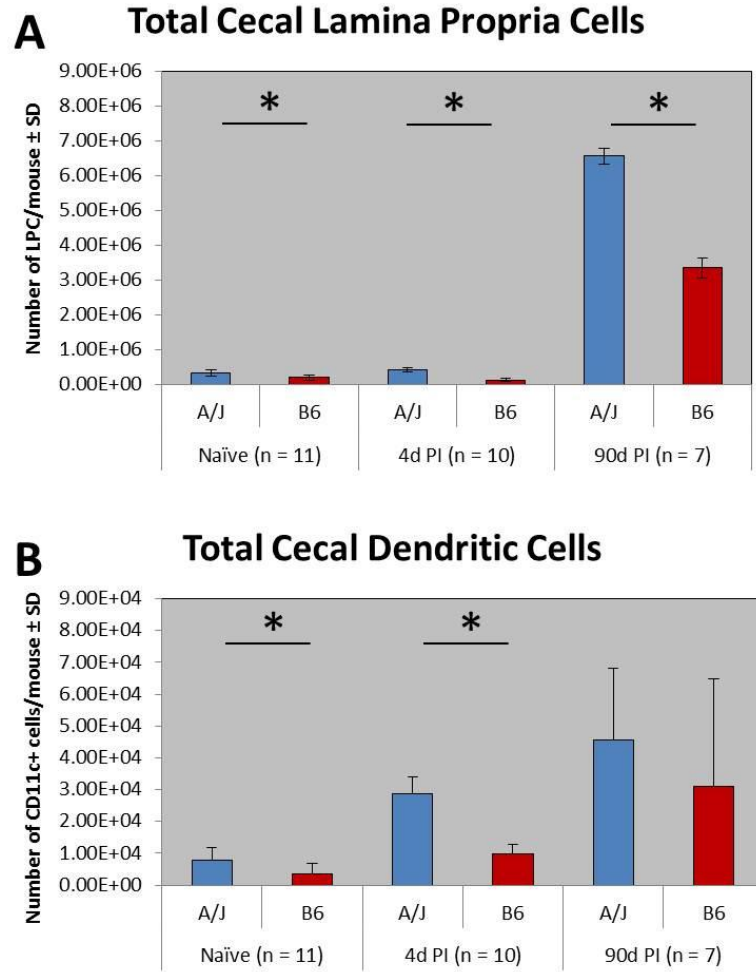 A
Total Cecal Lamina Propria Cells
Number of LPC/mouse ± SD
9.00E+06
8.00E+06
7.00E+06
6.00E+06
5.00E+06
4.00E+06
3.00E+06
2.00E+06
1.00E+06
0.00E+00
* * *
A/J B6 A/J B6 A/J B6
Naïve (n = 11) 4d PI (n = 10) 90d PI (n = 7)
B
Total Cecal Dendritic Cells
Number of CD11c+ cells/mouse ± SD
9.00E+04
8.00E+04
7.00E+04
6.00E+04
5.00E+04
4.00E+04
3.00E+04
2.00E+04
1.00E+04
0.00E+00
* *
A/J B6 A/J B6 A/J B6
Naïve (n = 11) 4d PI (n = 10) 90d PI (n = 7)